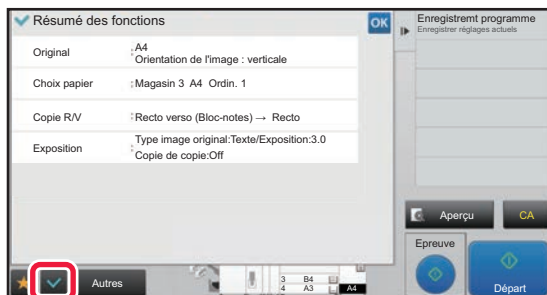 Résumé des fonctions
OK
Original : A4
Orientation de l'image : verticale
Choix papier : Magasin 3 A4 Ordin. 1
Copie R/V : Recto verso (Bloc-notes) → Recto
Exposition : Type image original:Texte/Exposition:3.0
Copie de copie:Off
Autres
3 B4
4 A3
A4
Enregistremt programme
Enregistrer réglages actuels
Aperçu
CA
Epreuve
Départ